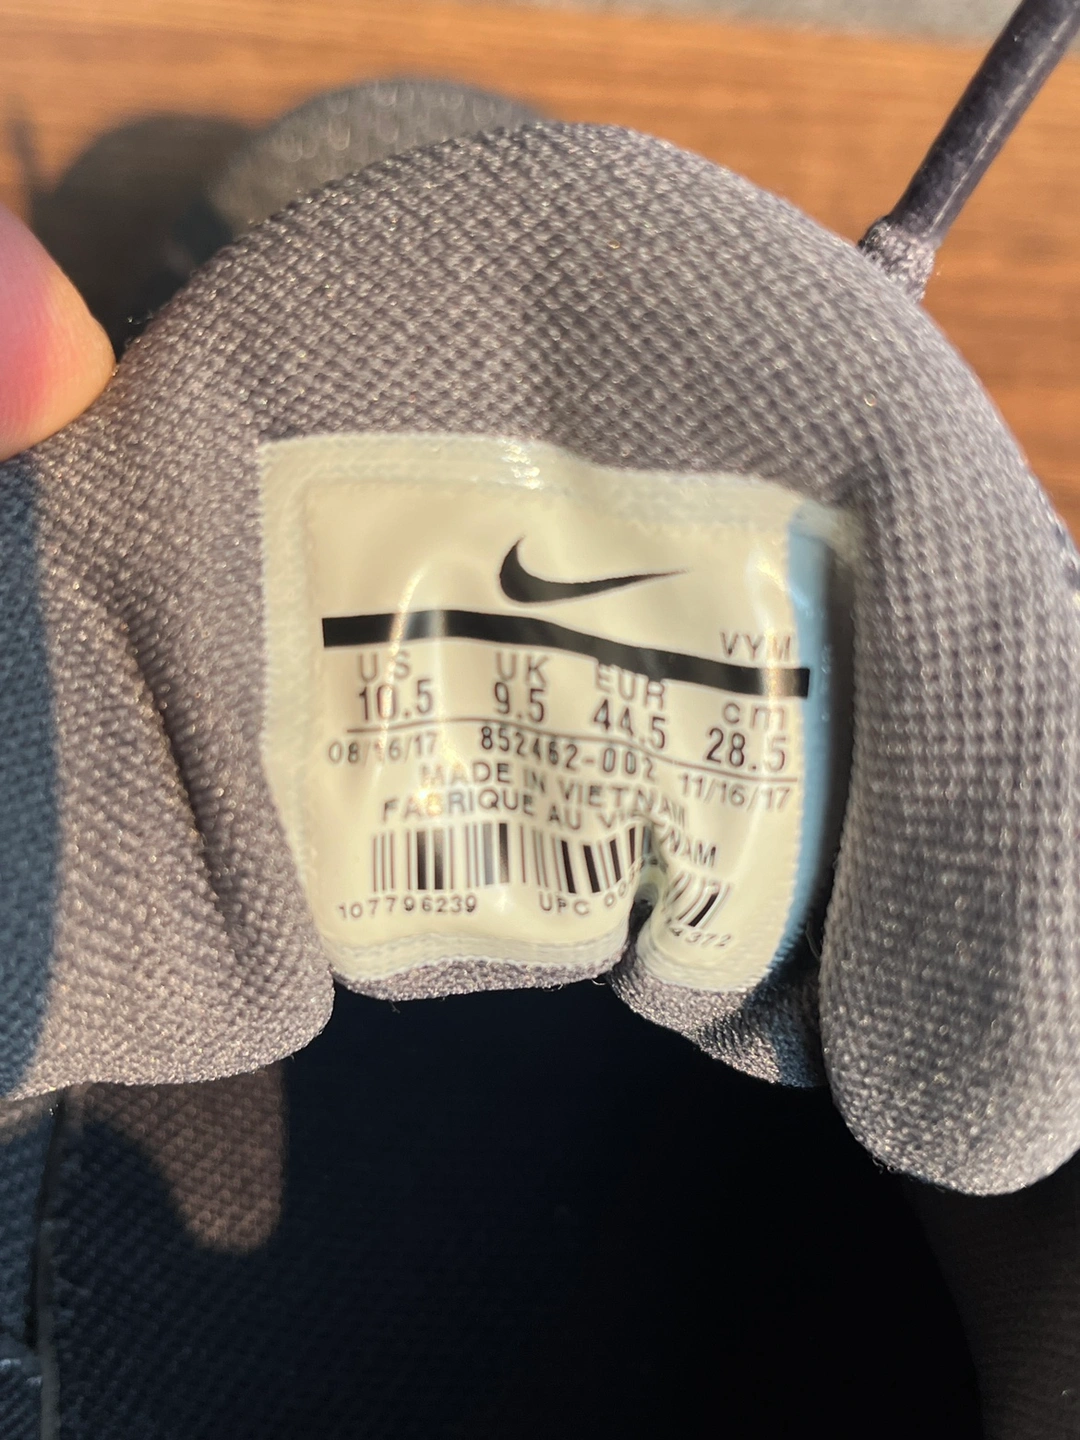 VYM
US UK EUR cm
10.5 9.5 44.5 28.5
08/16/17 852462-002 11/16/17
MADE IN VIETNAM
FABRIQUE AU VIETNAM
107796239 UPC